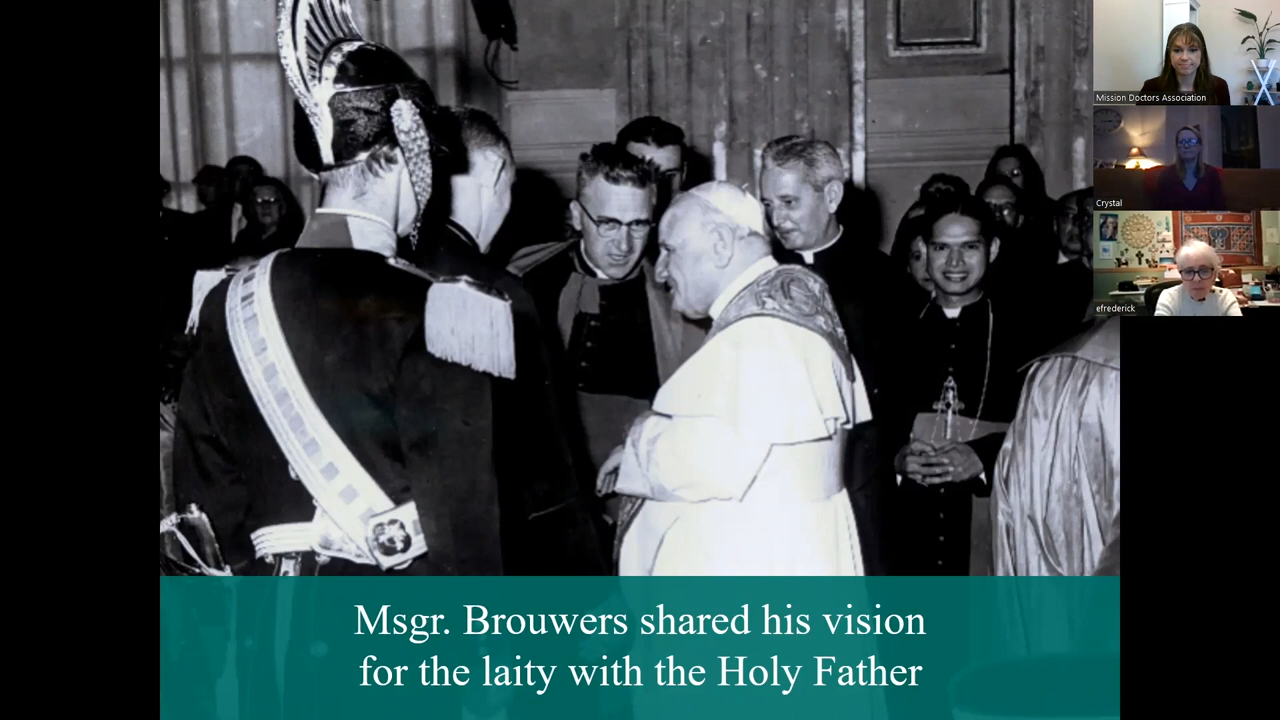 Mission Doctors Association
Crystal
efrederick
Msgr. Brouwers shared his vision
for the laity with the Holy Father